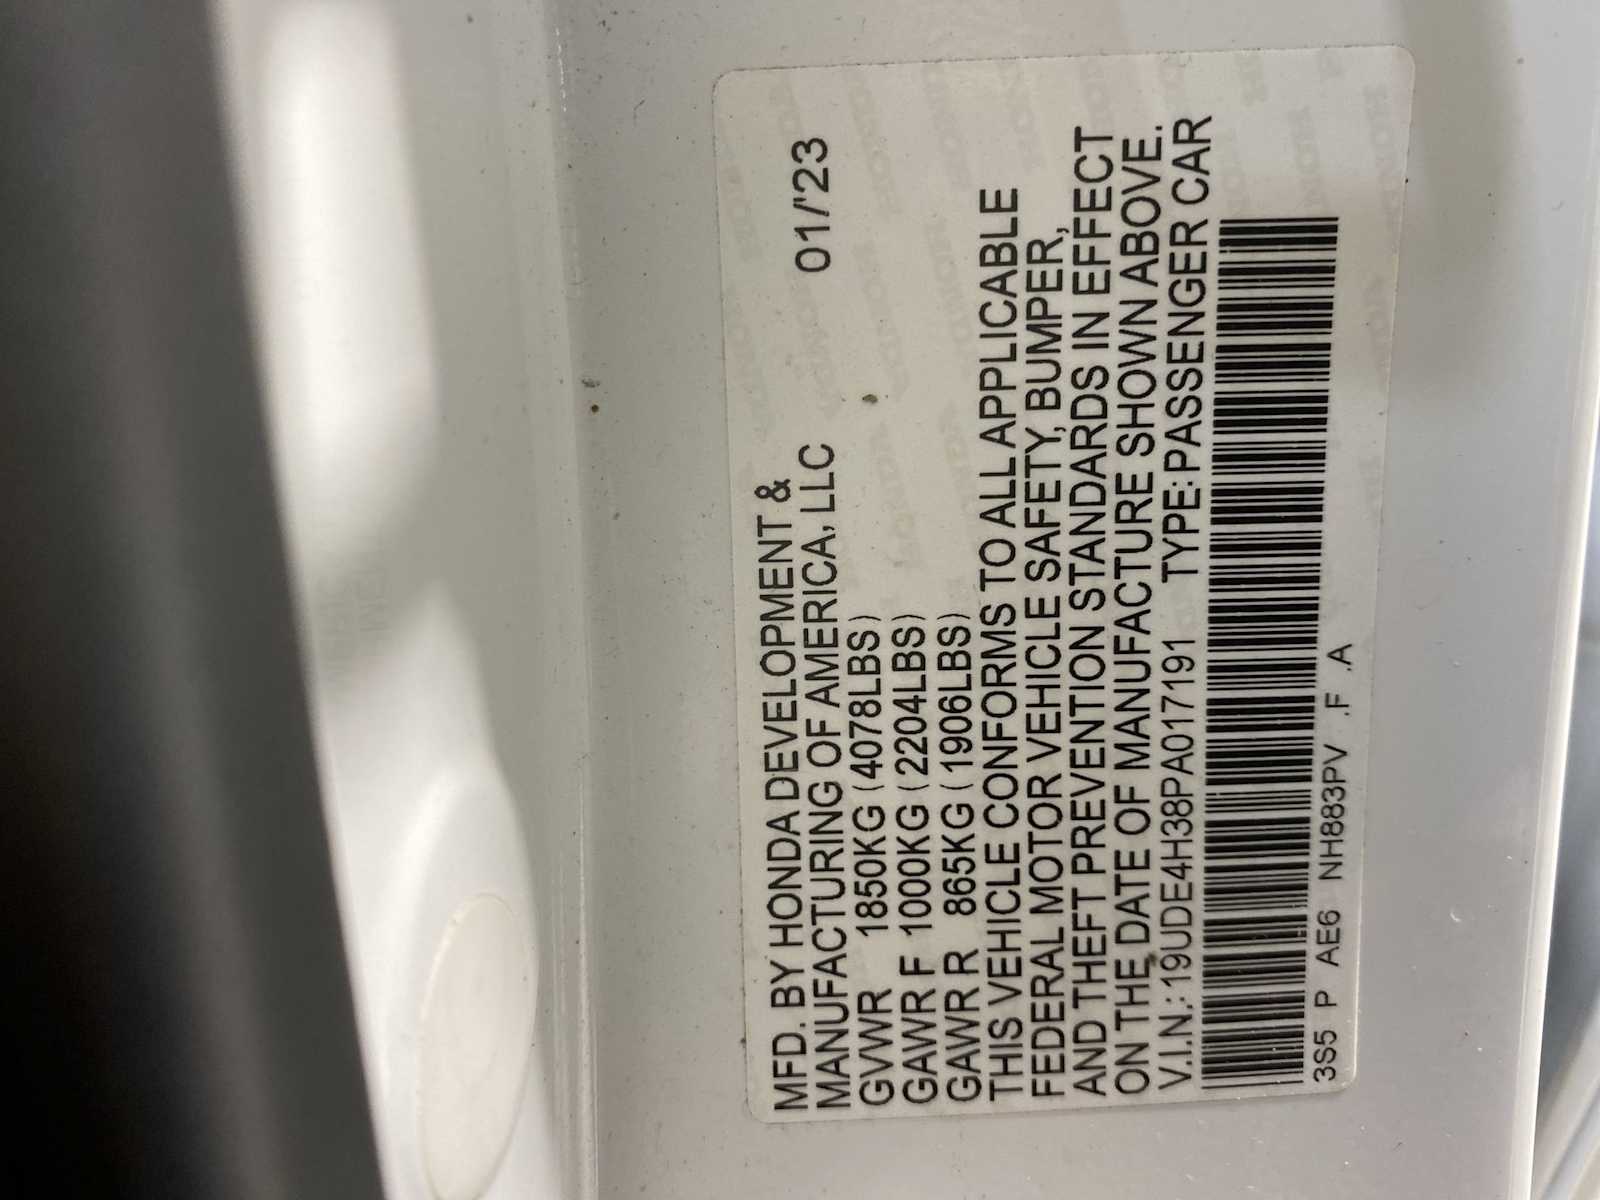 MFD. BY HONDA DEVELOPMENT &
MANUFACTURING OF AMERICA, LLC 01/'23
GVWR 1850KG (4078LBS)
GAWR F 1000KG (2204LBS)
GAWR R 865KG (1906LBS)
THIS VEHICLE CONFORMS TO ALL APPLICABLE
FEDERAL MOTOR VEHICLE SAFETY, BUMPER,
AND THEFT PREVENTION STANDARDS IN EFFECT
ON THE DATE OF MANUFACTURE SHOWN ABOVE.
V.I.N.: 19UDE4H38PA017191 TYPE:PASSENGER CAR
3S5 P AE6 NH883PV .F .A